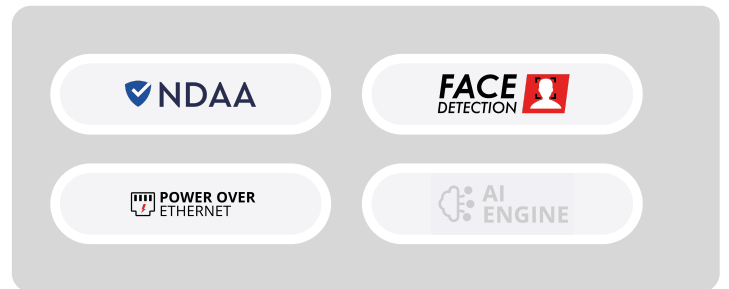 NDAA
FACE
DETECTION
POWER OVER
ETHERNET
AI
ENGINE